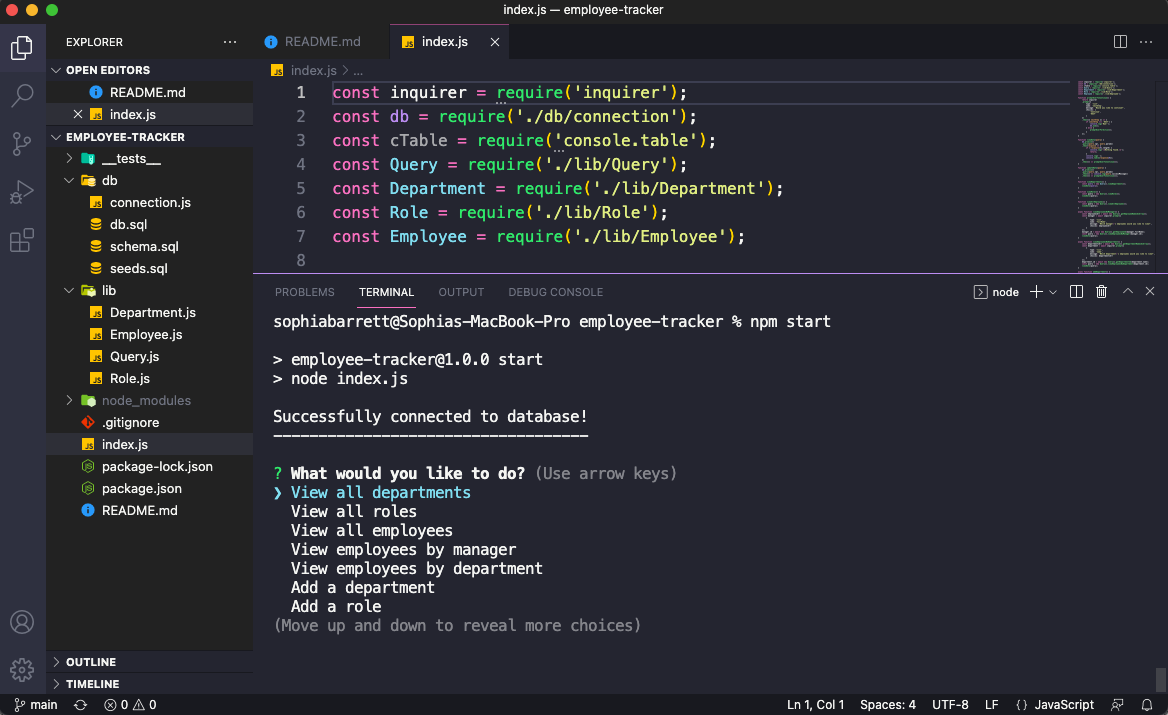 index.js — employee-tracker
EXPLORER
README.md
index.js
OPEN EDITORS
README.md
index.js
EMPLOYEE-TRACKER
__tests__
db
connection.js
db.sql
schema.sql
seeds.sql
lib
Department.js
Employee.js
Query.js
Role.js
node_modules
.gitignore
index.js
package-lock.json
package.json
README.md
OUTLINE
TIMELINE
index.js > ...
1 const inquirer = require('inquirer');
2 const db = require('./db/connection');
3 const cTable = require('console.table');
4 const Query = require('./lib/Query');
5 const Department = require('./lib/Department');
6 const Role = require('./lib/Role');
7 const Employee = require('./lib/Employee');
8
PROBLEMS TERMINAL OUTPUT DEBUG CONSOLE node
sophiabarrett@Sophias-MacBook-Pro employee-tracker % npm start
> employee-tracker@1.0.0 start
> node index.js
Successfully connected to database!
-----------------------------------
? What would you like to do? (Use arrow keys)
❯ View all departments
View all roles
View all employees
View employees by manager
View employees by department
Add a department
Add a role
(Move up and down to reveal more choices)
main 0 0 Ln 1, Col 1 Spaces: 4 UTF-8 LF {} JavaScript